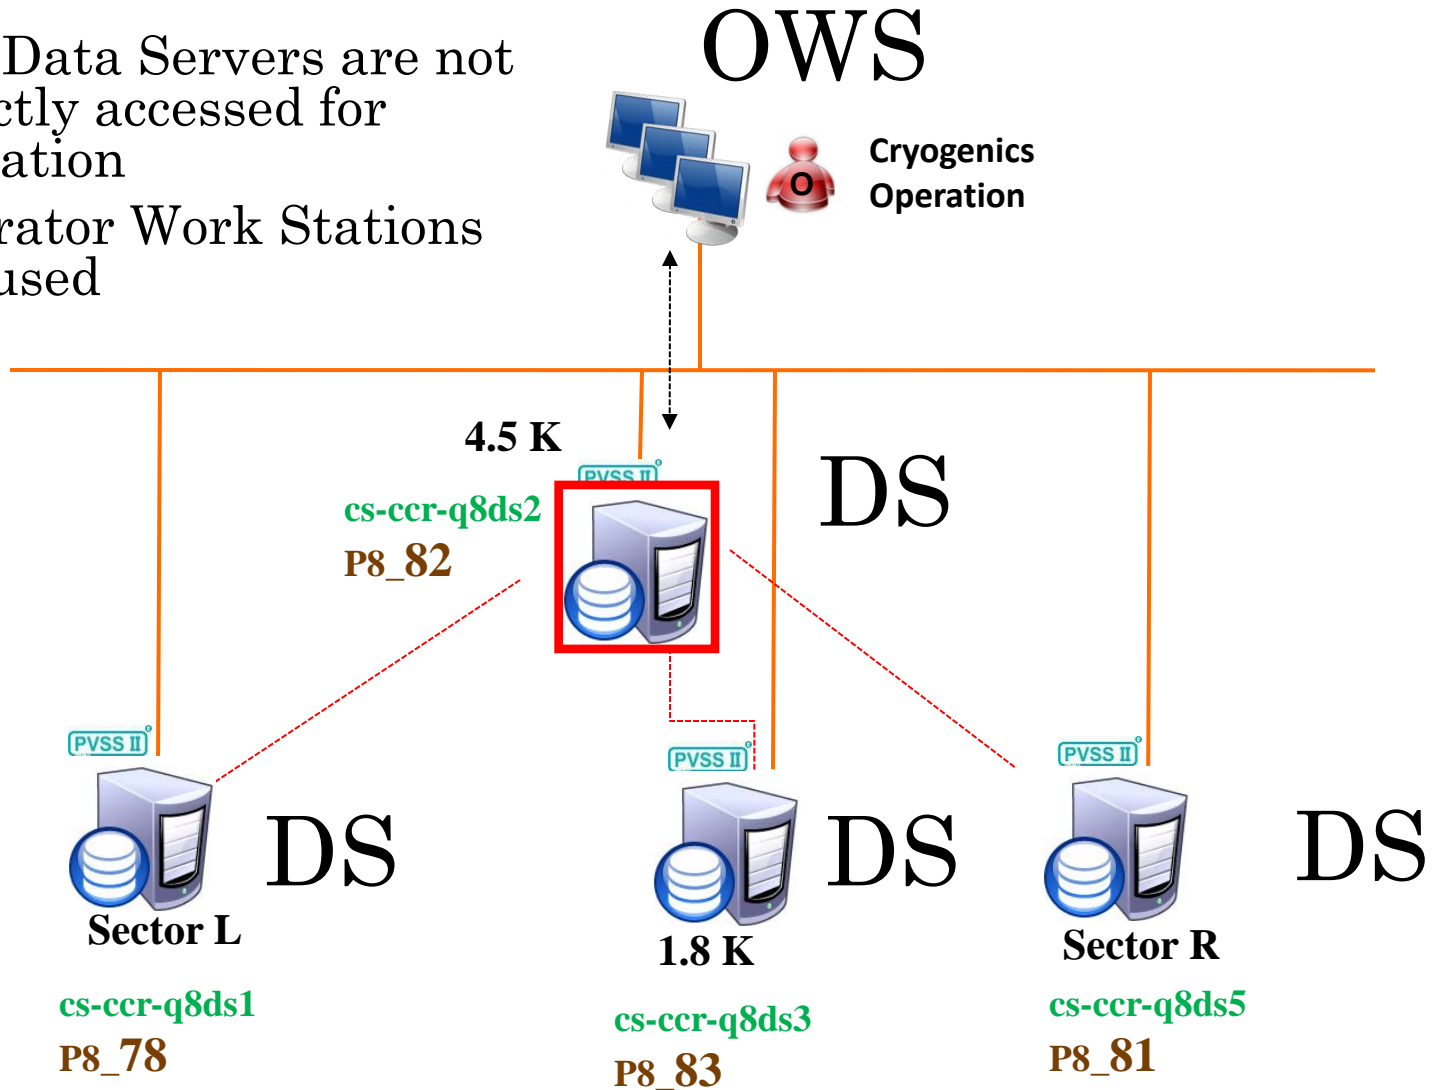 Data Servers are not
ctly accessed for
ation
rator Work Stations
used
OWS
O
Cryogenics
Operation
4.5 K
PVSS II
cs-ccr-q8ds2
P8_82
DS
PVSS II
DS
Sector L
cs-ccr-q8ds1
P8_78
PVSS II
DS
1.8 K
cs-ccr-q8ds3
P8_83
PVSS II
DS
Sector R
cs-ccr-q8ds5
P8_81